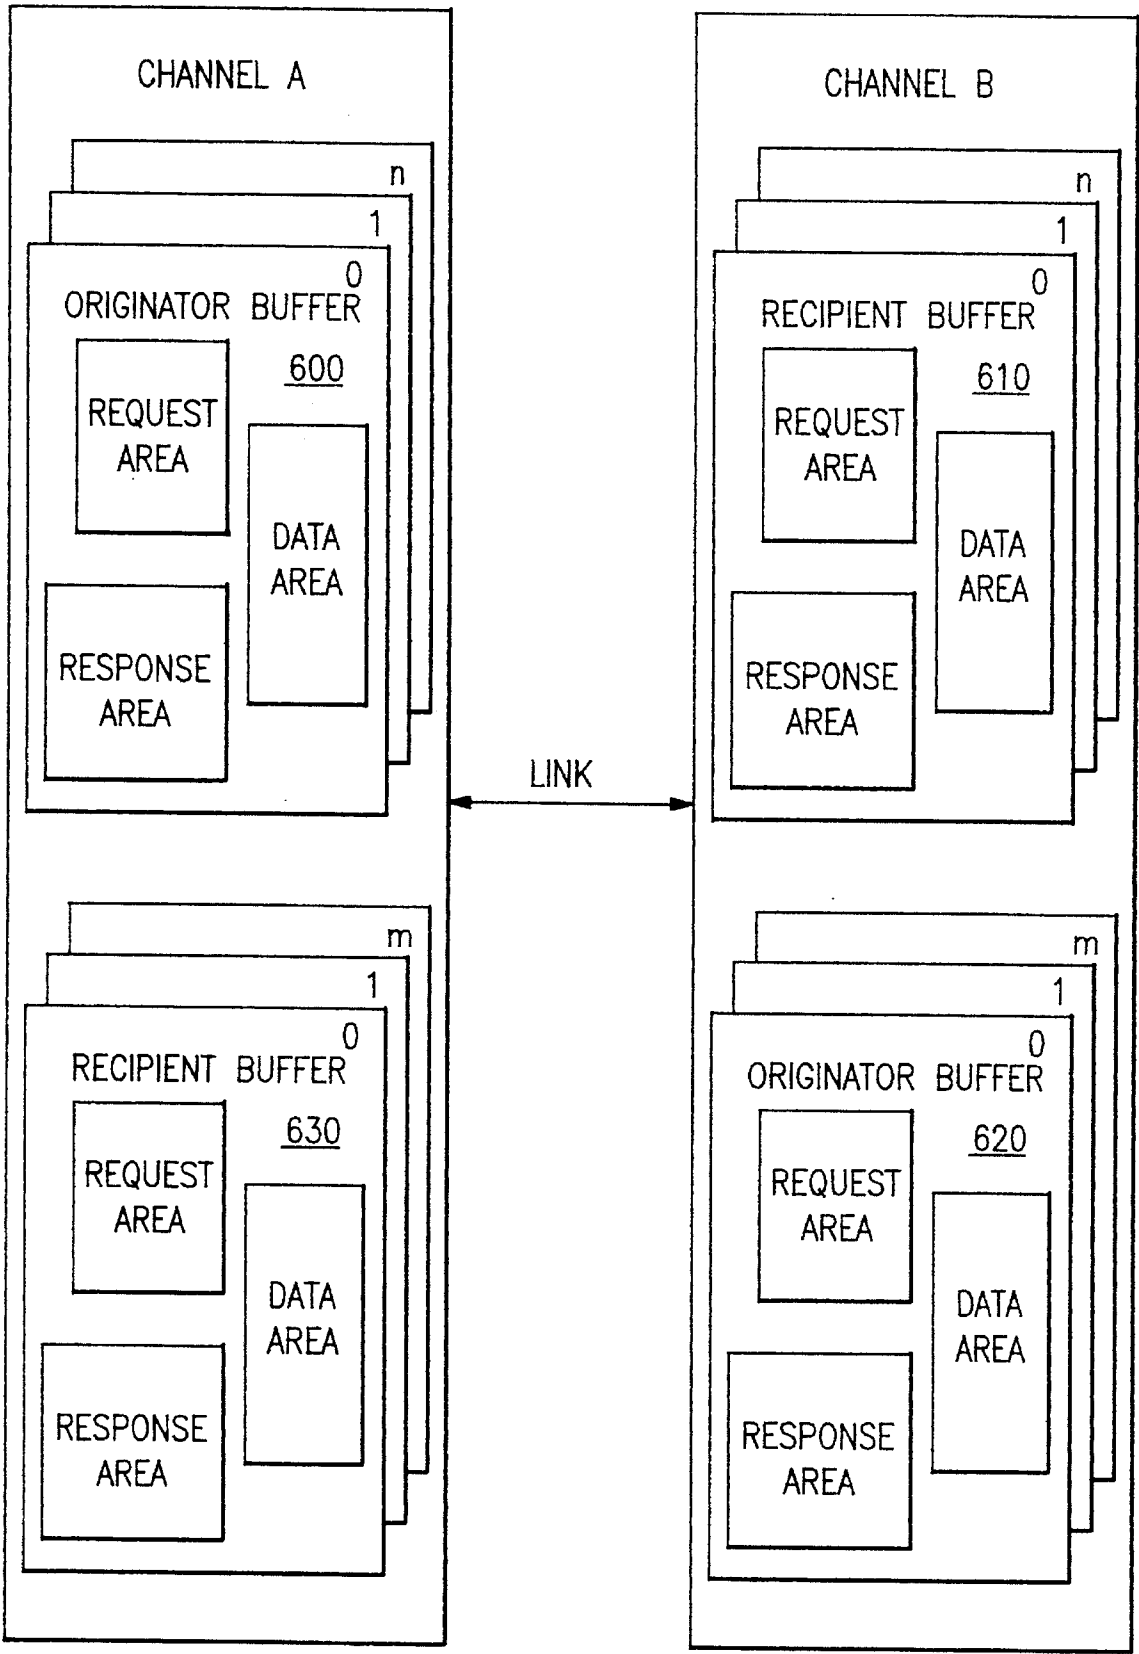 CHANNEL A
n
1
0
ORIGINATOR BUFFER
600
REQUEST
AREA
DATA
AREA
RESPONSE
AREA
m
1
0
RECIPIENT BUFFER
630
REQUEST
AREA
DATA
AREA
RESPONSE
AREA
LINK
CHANNEL B
n
1
0
RECIPIENT BUFFER
610
REQUEST
AREA
DATA
AREA
RESPONSE
AREA
m
1
0
ORIGINATOR BUFFER
620
REQUEST
AREA
DATA
AREA
RESPONSE
AREA